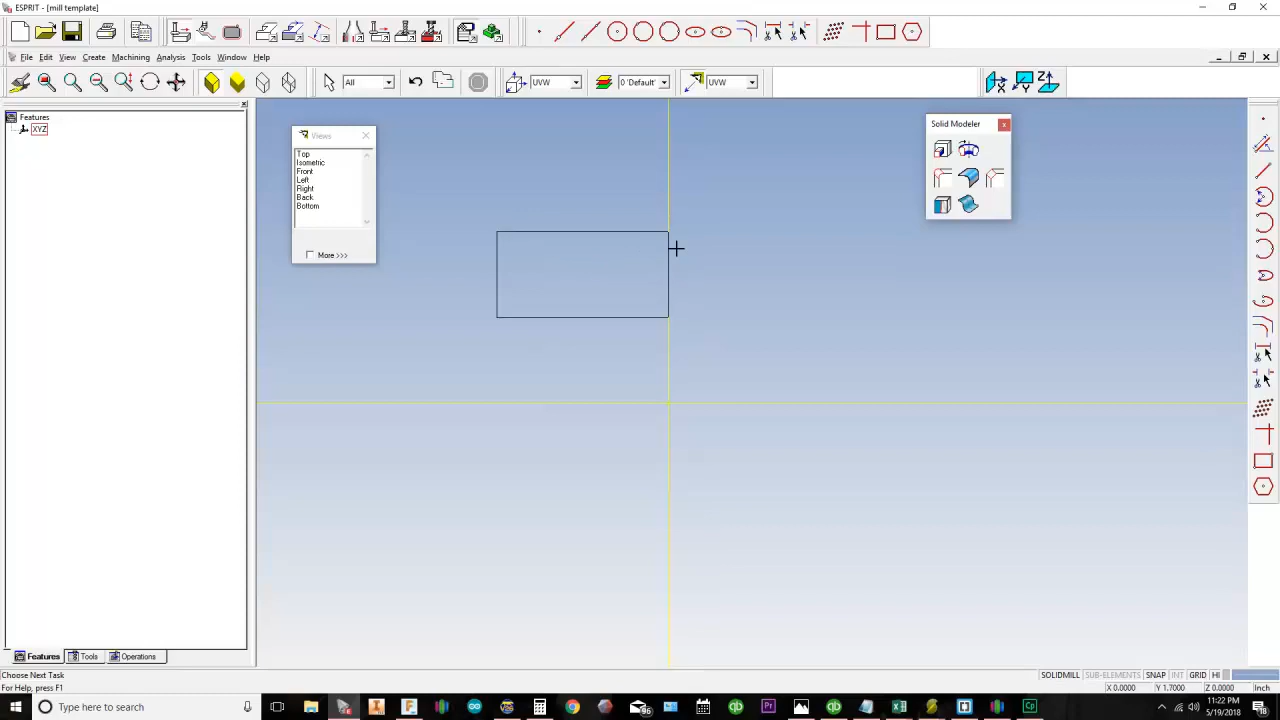 ESPRIT - [mill template]
File Edit View Create Machining Analysis Tools Window Help
All
UVW
0 'Default'
UVW
Features
XYZ
Views
Top
Isometric
Front
Left
Right
Back
Bottom
More >>>
Solid Modeler
Features Tools Operations
Choose Next Task
SOLIDMILL SUB-ELEMENTS SNAP INT GRID HI
For Help, press F1
X 0.0000 Y 1.7000 Z 0.0000 Inch
Type here to search
11:22 PM
5/19/2018